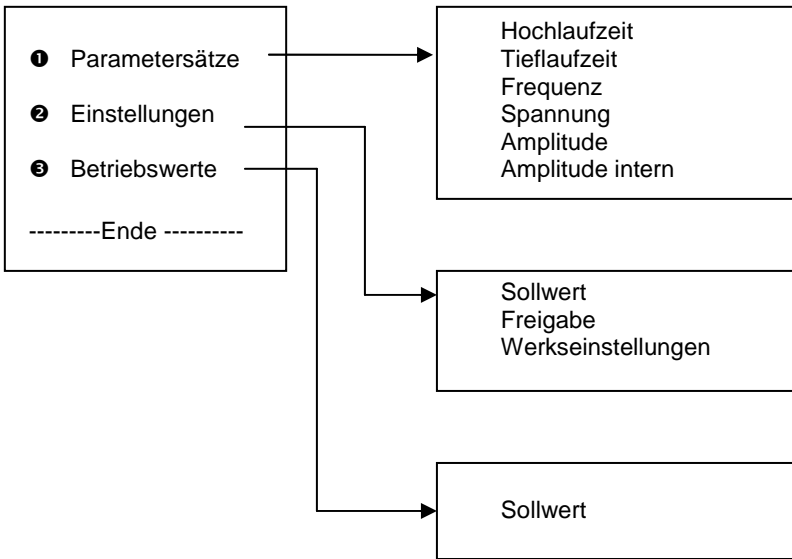 ❶ Parametersätze
❷ Einstellungen
❸ Betriebswerte
---------Ende ----------
Hochlaufzeit
Tieflaufzeit
Frequenz
Spannung
Amplitude
Amplitude intern
Sollwert
Freigabe
Werkseinstellungen
Sollwert